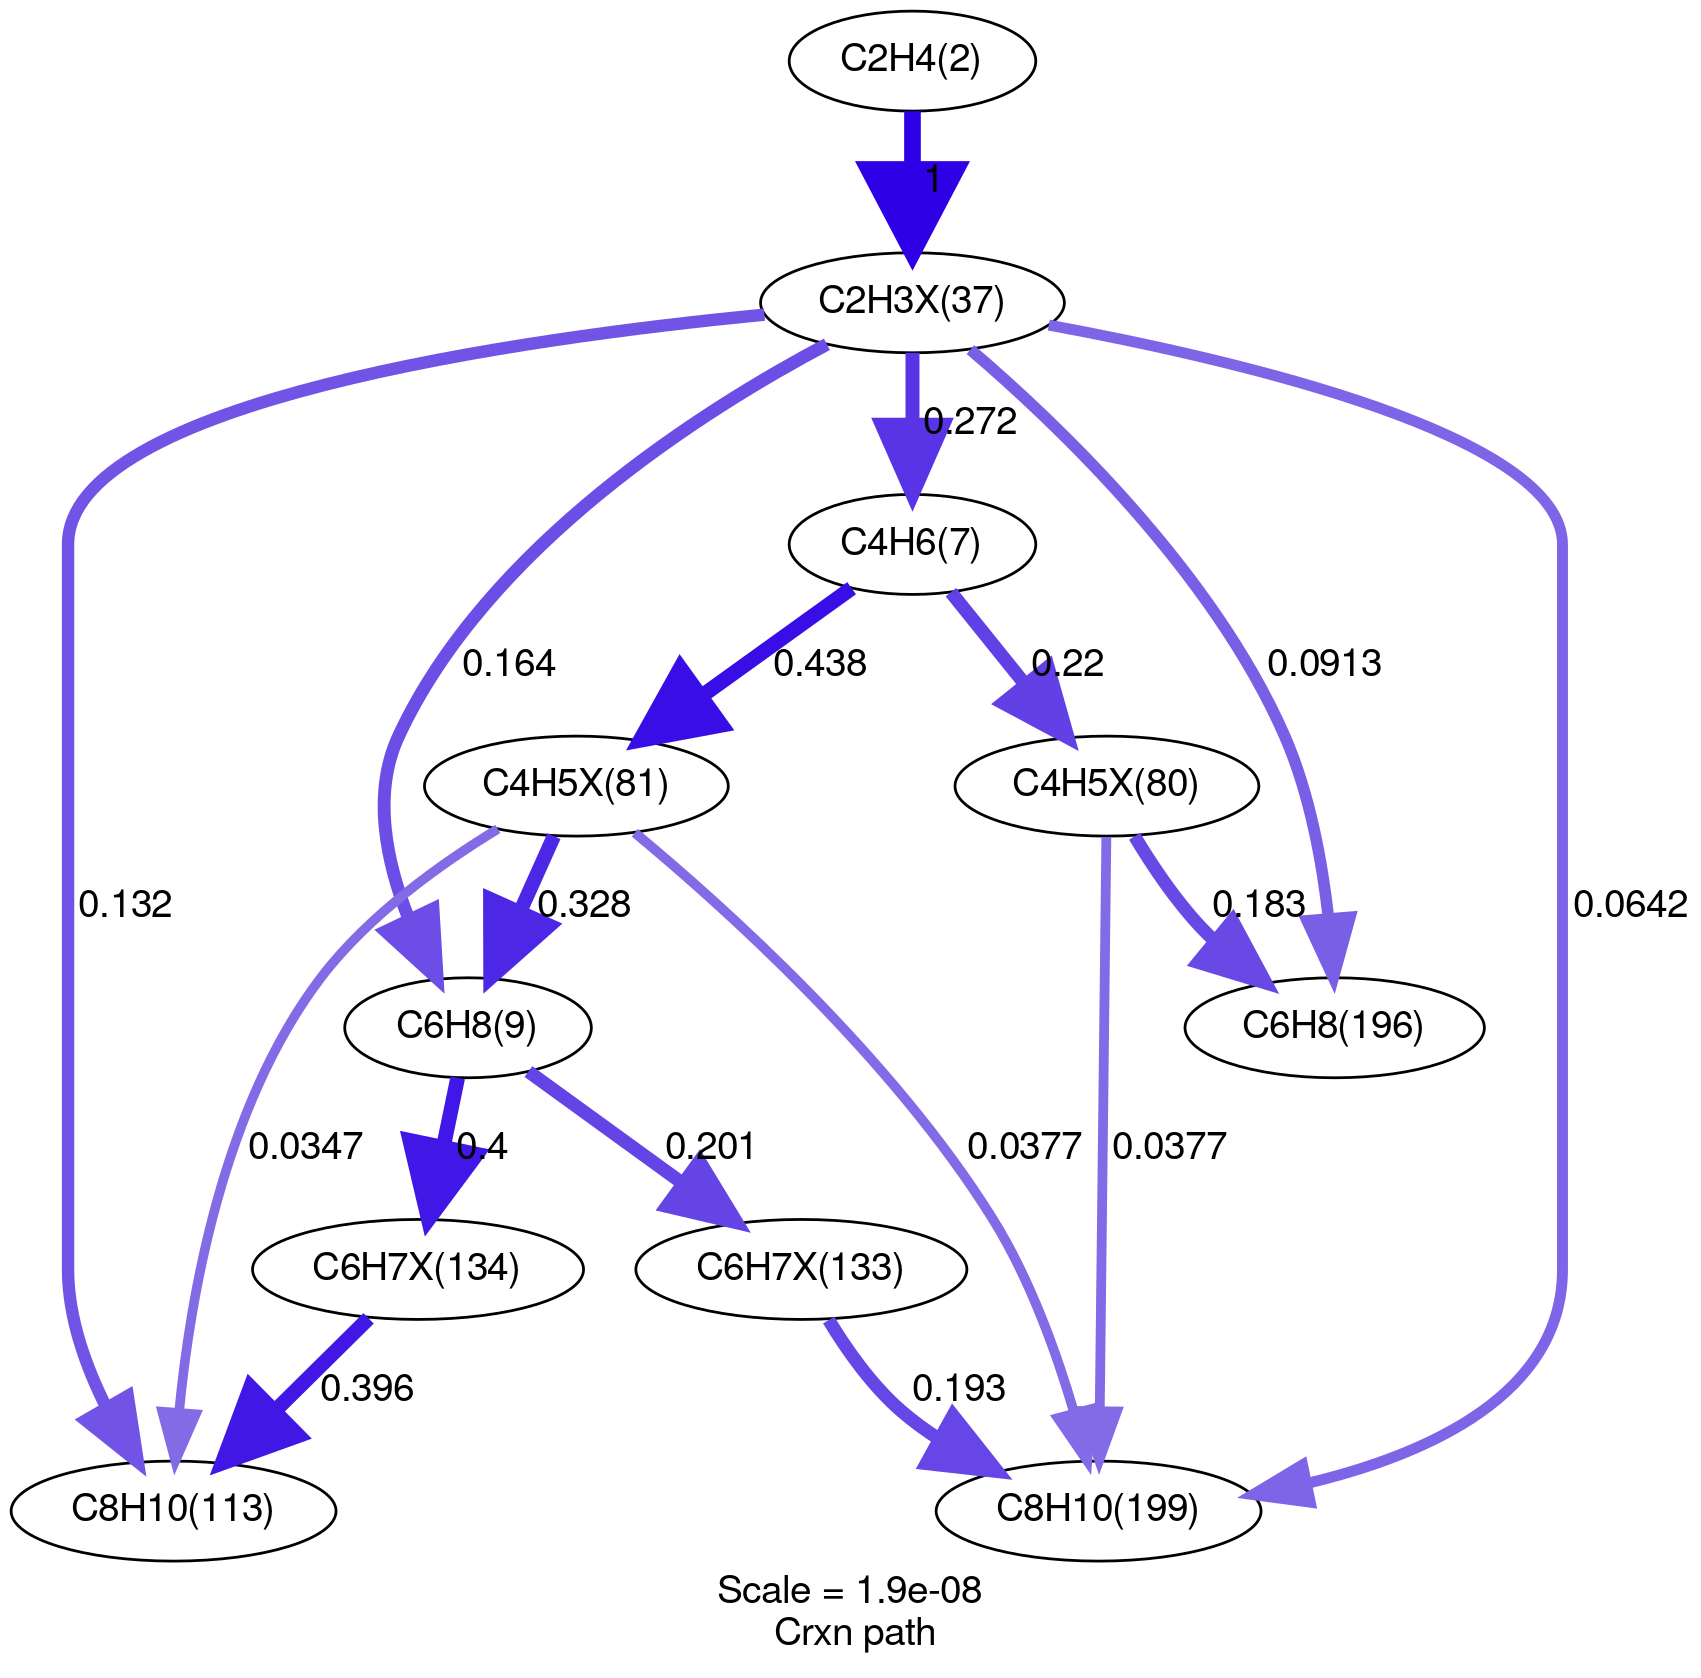 C2H4(2)
1
C2H3X(37)
0.272
C4H6(7)
0.164
0.438
0.22
0.0913
C4H5X(81)
C4H5X(80)
0.132
0.328
0.183
0.0642
C6H8(9)
C6H8(196)
0.0347
0.4
0.201
0.0377
0.0377
C6H7X(134)
C6H7X(133)
0.396
0.193
C8H10(113)
C8H10(199)
Scale = 1.9e-08
Crxn path